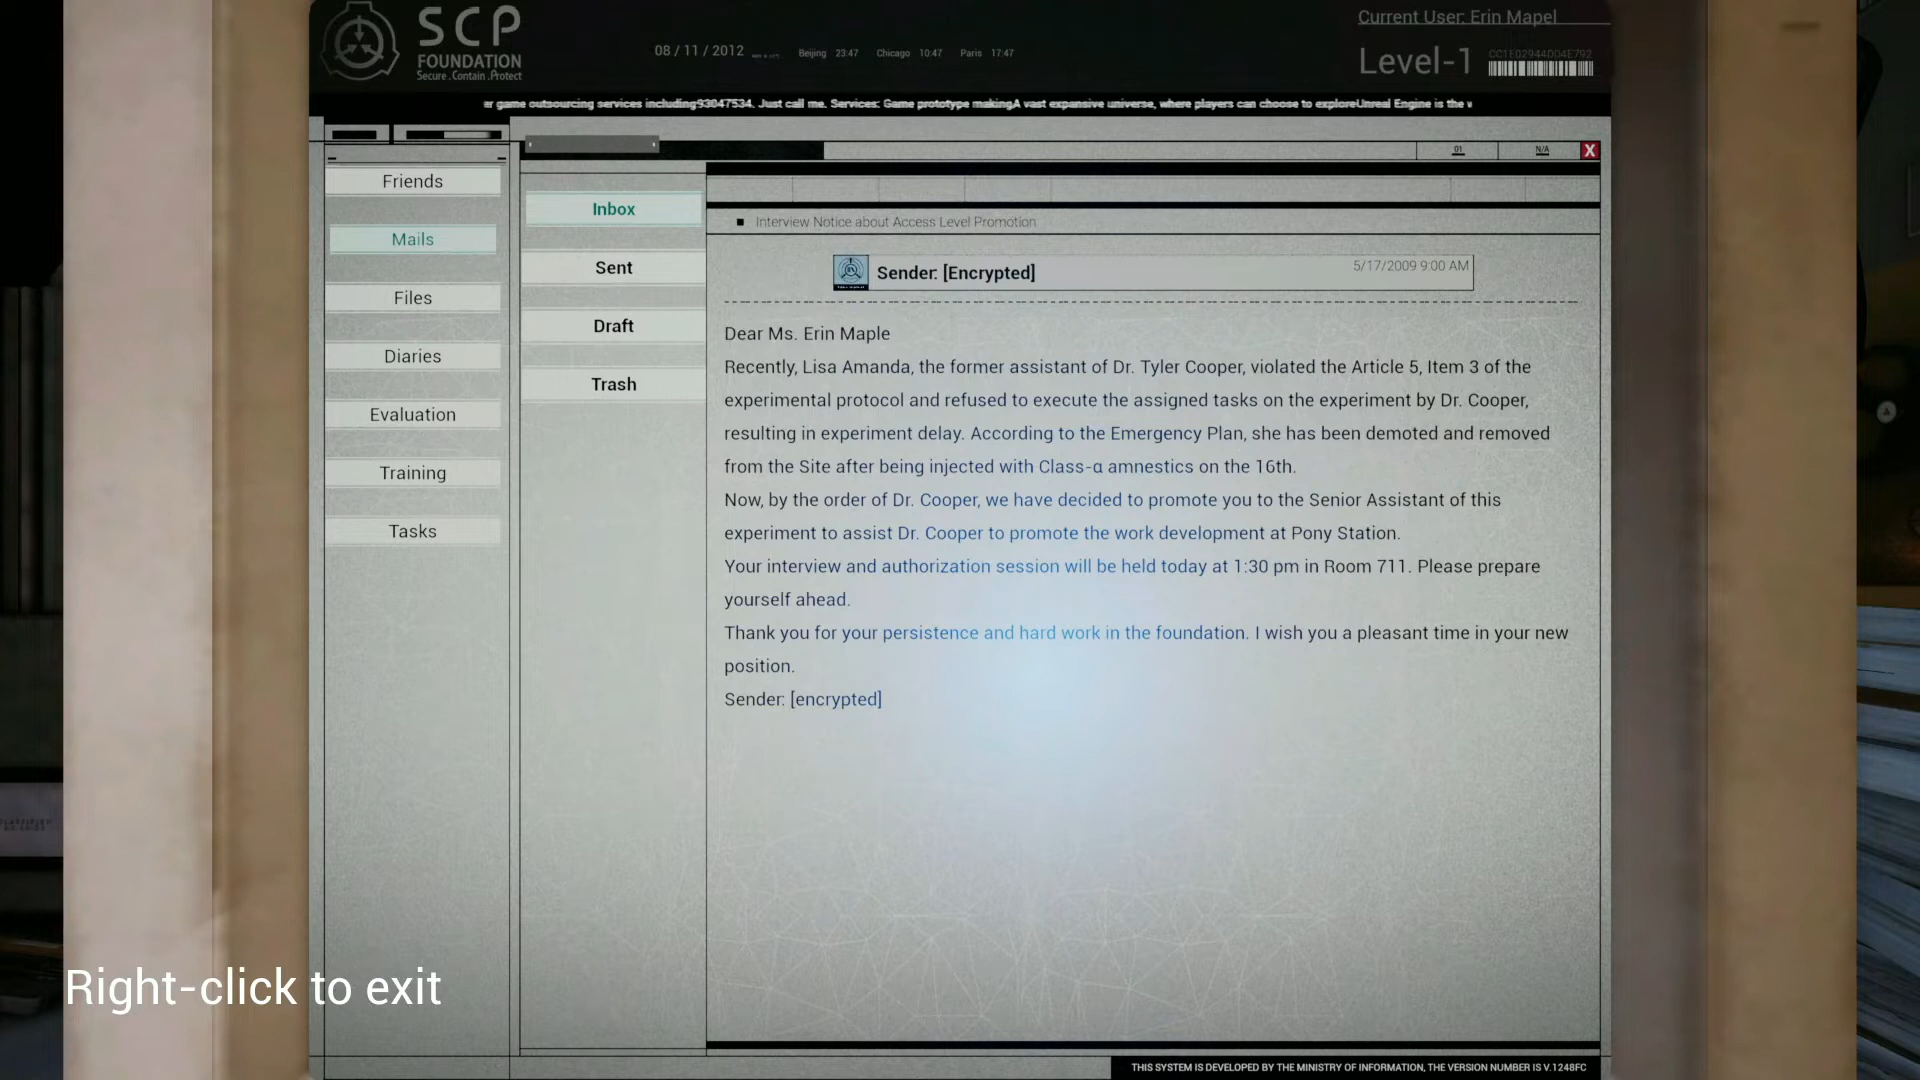 SCP
FOUNDATION
Secure . Contain . Protect
08 / 11 / 2012
Beijing 23:47 Chicago 10:47 Paris 17:47
Current User: Erin Mapel
Level-1
CC1F02944D04E792
er game outsourcing services including93047534. Just call me. Services: Game prototype makingA vast expansive universe, where players can choose to exploreUnreal Engine is the
01
N/A
X
Friends
Mails
Files
Diaries
Evaluation
Training
Tasks
Inbox
Sent
Draft
Trash
Interview Notice about Access Level Promotion
Sender: [Encrypted]
5/17/2009 9:00 AM
Dear Ms. Erin Maple
Recently, Lisa Amanda, the former assistant of Dr. Tyler Cooper, violated the Article 5, Item 3 of the
experimental protocol and refused to execute the assigned tasks on the experiment by Dr. Cooper,
resulting in experiment delay. According to the Emergency Plan, she has been demoted and removed
from the Site after being injected with Class-α amnestics on the 16th.
Now, by the order of Dr. Cooper, we have decided to promote you to the Senior Assistant of this
experiment to assist Dr. Cooper to promote the work development at Pony Station.
Your interview and authorization session will be held today at 1:30 pm in Room 711. Please prepare
yourself ahead.
Thank you for your persistence and hard work in the foundation. I wish you a pleasant time in your new
position.
Sender: [encrypted]
Right-click to exit
THIS SYSTEM IS DEVELOPED BY THE MINISTRY OF INFORMATION, THE VERSION NUMBER IS V.1248FC